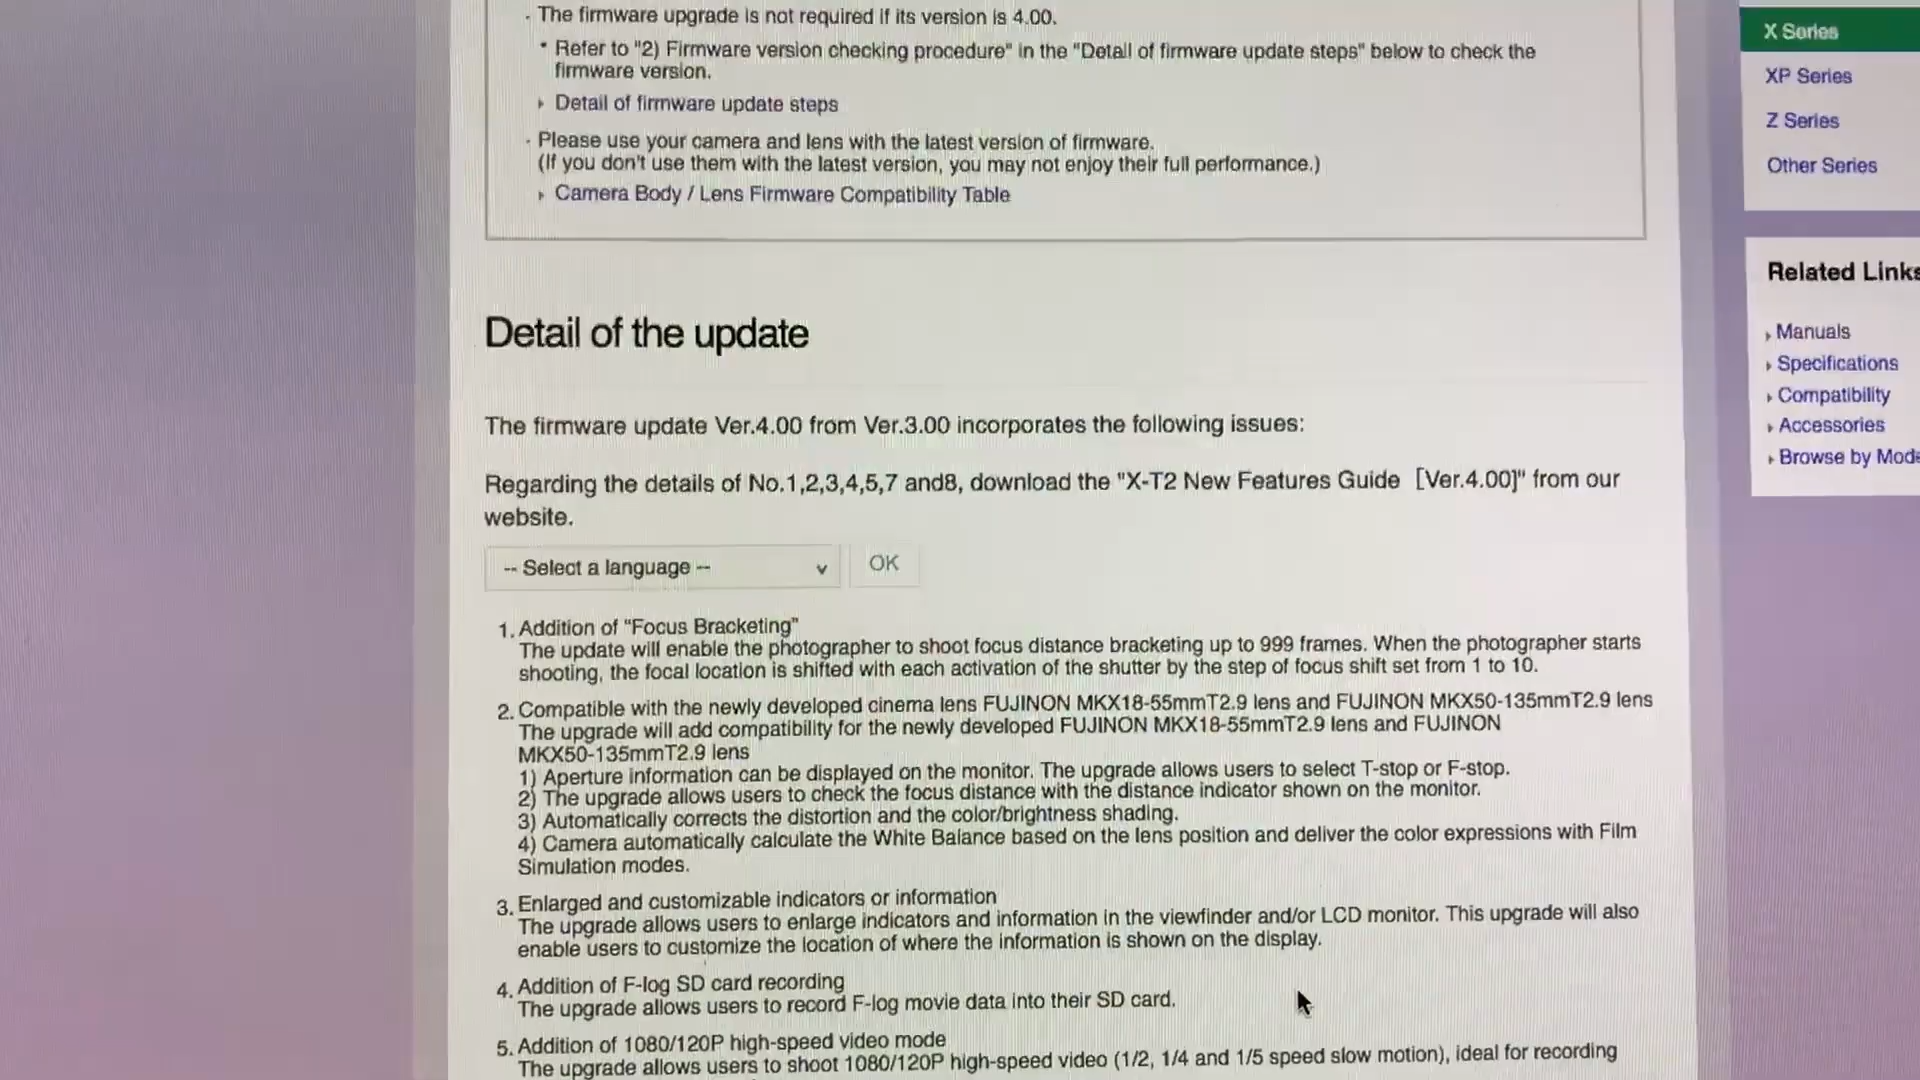 · The firmware upgrade is not required if its version is 4.00.
* Refer to "2) Firmware version checking procedure" in the "Detail of firmware update steps" below to check the
firmware version.
Detail of firmware update steps
· Please use your camera and lens with the latest version of firmware.
(If you don't use them with the latest version, you may not enjoy their full performance.)
Camera Body / Lens Firmware Compatibility Table
Detail of the update
The firmware update Ver.4.00 from Ver.3.00 incorporates the following issues:
Regarding the details of No.1,2,3,4,5,7 and8, download the "X-T2 New Features Guide [Ver.4.00]" from our
website.
-- Select a language --
OK
1. Addition of "Focus Bracketing"
The update will enable the photographer to shoot focus distance bracketing up to 999 frames. When the photographer starts
shooting, the focal location is shifted with each activation of the shutter by the step of focus shift set from 1 to 10.
2. Compatible with the newly developed cinema lens FUJINON MKX18-55mmT2.9 lens and FUJINON MKX50-135mmT2.9 lens
The upgrade will add compatibility for the newly developed FUJINON MKX18-55mmT2.9 lens and FUJINON
MKX50-135mmT2.9 lens
1) Aperture information can be displayed on the monitor. The upgrade allows users to select T-stop or F-stop.
2) The upgrade allows users to check the focus distance with the distance indicator shown on the monitor.
3) Automatically corrects the distortion and the color/brightness shading.
4) Camera automatically calculate the White Balance based on the lens position and deliver the color expressions with Film
Simulation modes.
3. Enlarged and customizable indicators or information
The upgrade allows users to enlarge indicators and information in the viewfinder and/or LCD monitor. This upgrade will also
enable users to customize the location of where the information is shown on the display.
4. Addition of F-log SD card recording
The upgrade allows users to record F-log movie data into their SD card.
5. Addition of 1080/120P high-speed video mode
The upgrade allows users to shoot 1080/120P high-speed video (1/2, 1/4 and 1/5 speed slow motion), ideal for recording
X Series
XP Series
Z Series
Other Series
Related Links
Manuals
Specifications
Compatibility
Accessories
Browse by Mode